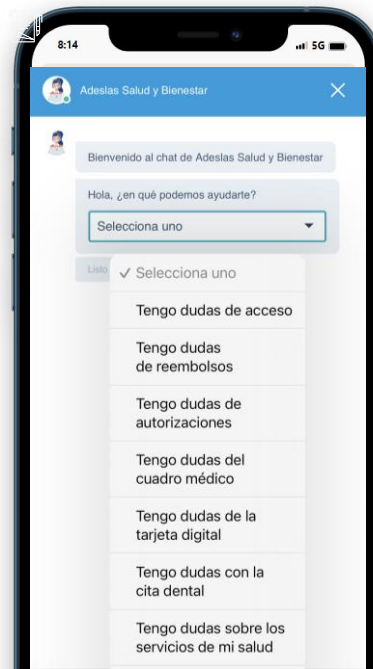 8:14
5G
Adeslas Salud y Bienestar
Bienvenido al chat de Adeslas Salud y Bienestar
Hola, ¿en qué podemos ayudarte?
Selecciona uno
Listo
✓ Selecciona uno
Tengo dudas de acceso
Tengo dudas
de reembolsos
Tengo dudas de
autorizaciones
Tengo dudas del
cuadro médico
Tengo dudas de la
tarjeta digital
Tengo dudas con la
cita dental
Tengo dudas sobre los
servicios de mi salud